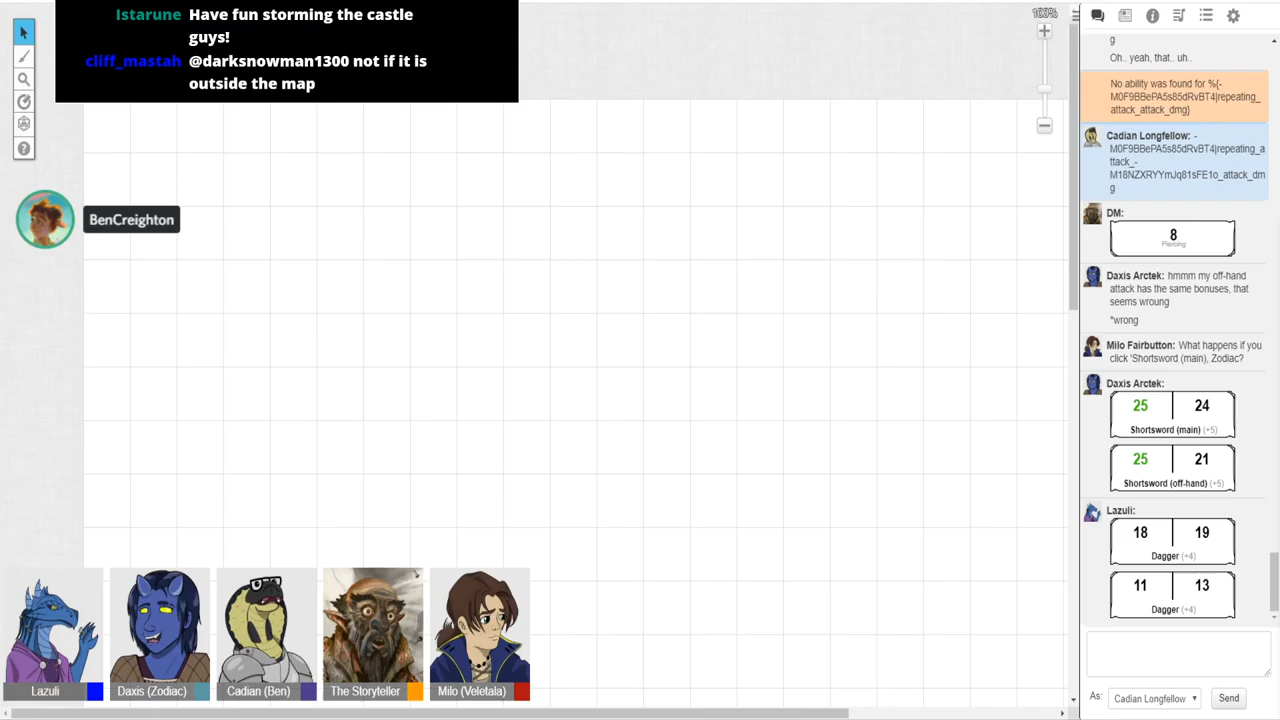 Istarune Have fun storming the castle
guys!
cliff_mastah @darksnowman1300 not if it is
outside the map
100%
BenCreighton
g
Oh.. yeah, that.. uh..
No ability was found for %{-
M0F9BBePA5s85dRvBT4|repeating_
attack_attack_dmg}
Cadian Longfellow: -
M0F9BBePA5s85dRvBT4|repeating_a
ttack_-
M18NZXRYYmJq81sFE1o_attack_dm
g
DM:
8
Piercing
Daxis Arctek: hmmm my off-hand
attack has the same bonuses, that
seems wroung
*wrong
Milo Fairbutton: What happens if you
click 'Shortsword (main), Zodiac?
Daxis Arctek:
25 24
Shortsword (main) (+5)
25 21
Shortsword (off-hand) (+5)
Lazuli:
18 19
Dagger (+4)
11 13
Dagger (+4)
Lazuli
Daxis (Zodiac)
Cadian (Ben)
The Storyteller
Milo (Veletala)
As: Cadian Longfellow Send